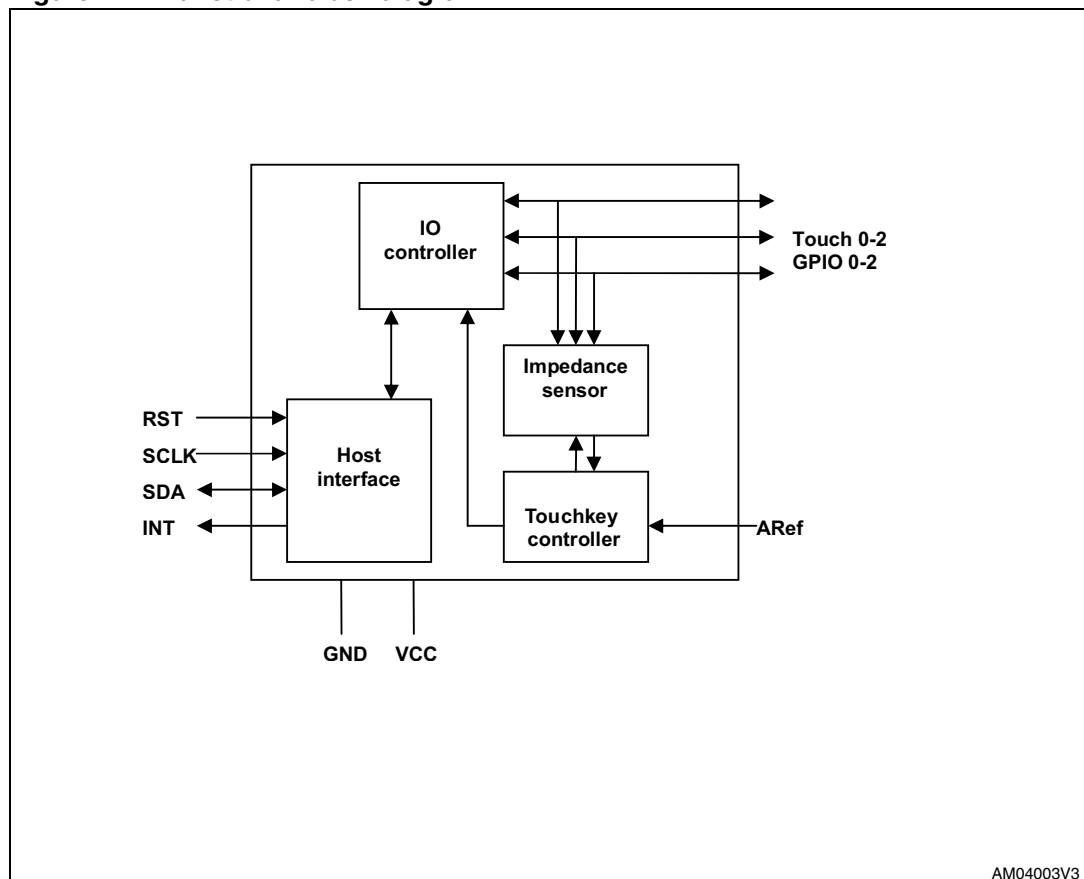 IO
controller
Touch 0-2
GPIO 0-2
Impedance
sensor
RST
SCLK
SDA
INT
Host
interface
Touchkey
controller
ARef
GND VCC
AM04003V3